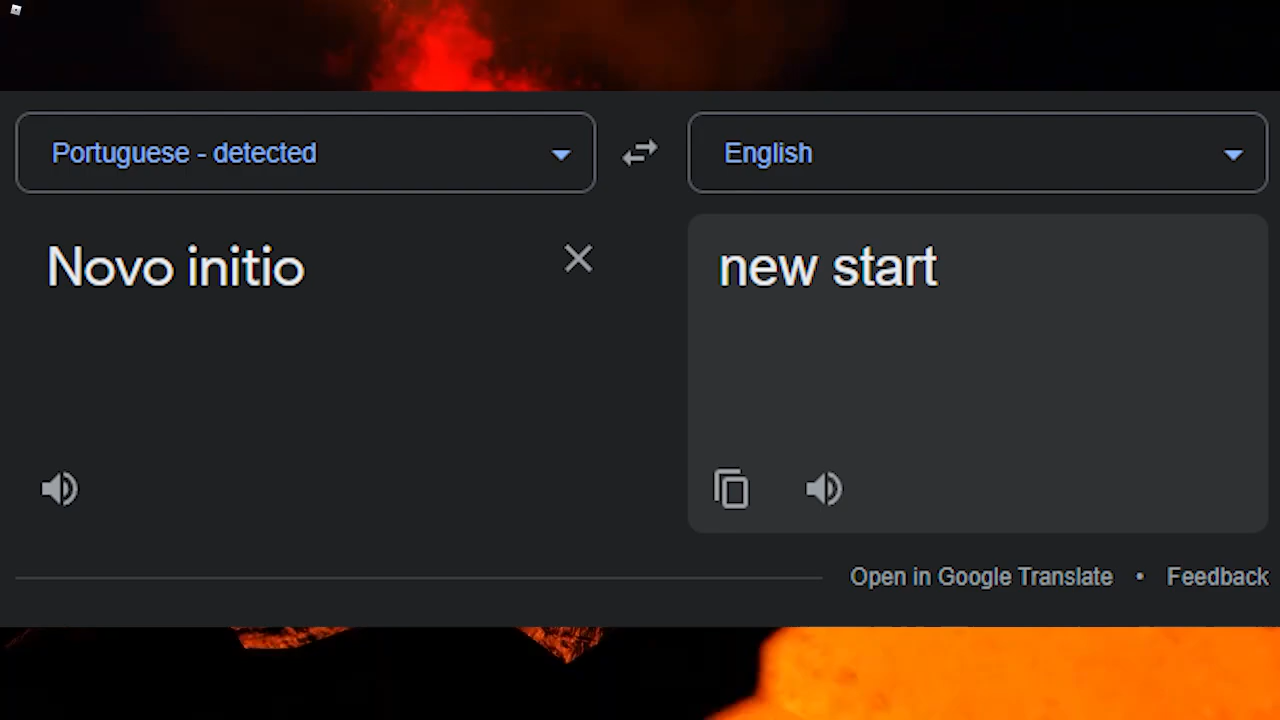 Portuguese - detected
English
Novo initio
new start
Open in Google Translate • Feedback